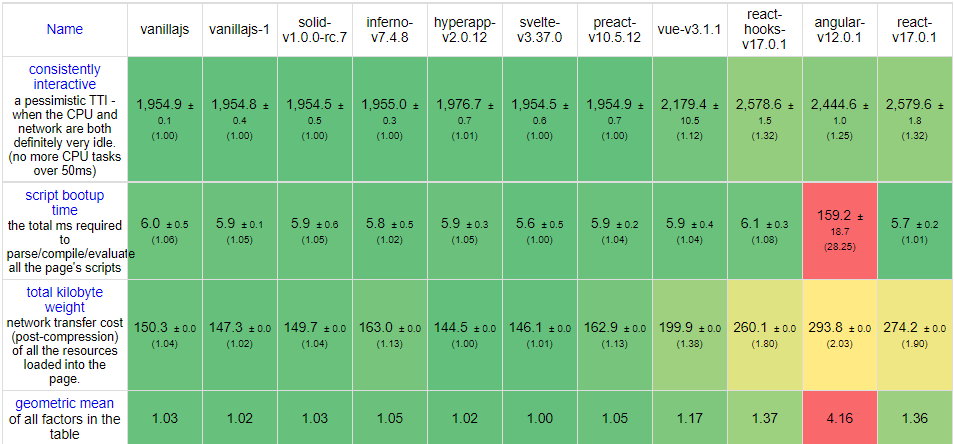 Name vanillajs vanillajs-1 solid-v1.0.0-rc.7 inferno-v7.4.8 hyperapp-v2.0.12 svelte-v3.37.0 preact-v10.5.12 vue-v3.1.1 react-hooks-v17.0.1 angular-v12.0.1 react-v17.0.1
consistently
interactive
a pessimistic TTI -
when the CPU and
network are both
definitely very idle.
(no more CPU tasks
over 50ms)
1,954.9 ± 0.1 (1.00)
1,954.8 ± 0.4 (1.00)
1,954.5 ± 0.5 (1.00)
1,955.0 ± 0.3 (1.00)
1,976.7 ± 0.7 (1.01)
1,954.5 ± 0.6 (1.00)
1,954.9 ± 0.7 (1.00)
2,179.4 ± 10.5 (1.12)
2,578.6 ± 1.5 (1.32)
2,444.6 ± 1.0 (1.25)
2,579.6 ± 1.8 (1.32)
script bootup
time
the total ms required
to
parse/compile/evaluate
all the page's scripts
6.0 ± 0.5 (1.06)
5.9 ± 0.1 (1.05)
5.9 ± 0.6 (1.05)
5.8 ± 0.5 (1.02)
5.9 ± 0.3 (1.05)
5.6 ± 0.5 (1.00)
5.9 ± 0.2 (1.04)
5.9 ± 0.4 (1.04)
6.1 ± 0.3 (1.08)
159.2 ± 18.7 (28.25)
5.7 ± 0.2 (1.01)
total kilobyte
weight
network transfer cost
(post-compression)
of all the resources
loaded into the
page.
150.3 ± 0.0 (1.04)
147.3 ± 0.0 (1.02)
149.7 ± 0.0 (1.04)
163.0 ± 0.0 (1.13)
144.5 ± 0.0 (1.00)
146.1 ± 0.0 (1.01)
162.9 ± 0.0 (1.13)
199.9 ± 0.0 (1.38)
260.1 ± 0.0 (1.80)
293.8 ± 0.0 (2.03)
274.2 ± 0.0 (1.90)
geometric mean
of all factors in the
table
1.03 1.02 1.03 1.05 1.02 1.00 1.05 1.17 1.37 4.16 1.36